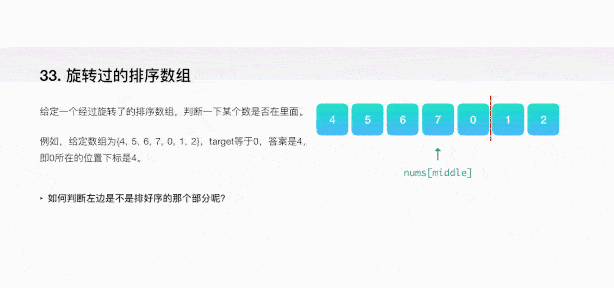 33. 旋转过的排序数组
给定一个经过旋转了的排序数组，判断一下某个数是否在里面。
例如，给定数组为{4, 5, 6, 7, 0, 1, 2}，target等于0，答案是4，
即0所在的位置下标是4。
‣ 如何判断左边是不是排好序的那个部分呢？
4 5 6 7 0 1 2
nums[middle]